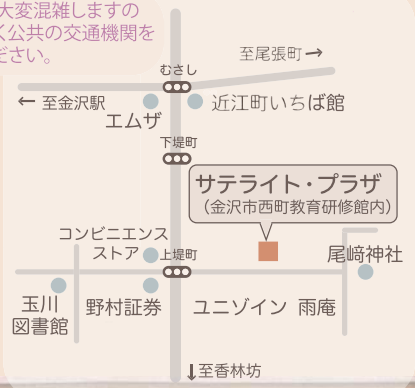 大変混雑しますの
く公共の交通機関を
ださい。
至尾張町→
むさし
←至金沢駅
近江町いちば館
エムザ
下堤町
サテライト・プラザ
（金沢市西町教育研修館内）
コンビニエンス
ストア
上堤町
尾﨑神社
玉川
図書館
野村証券
ユニゾイン 雨庵
↓至香林坊